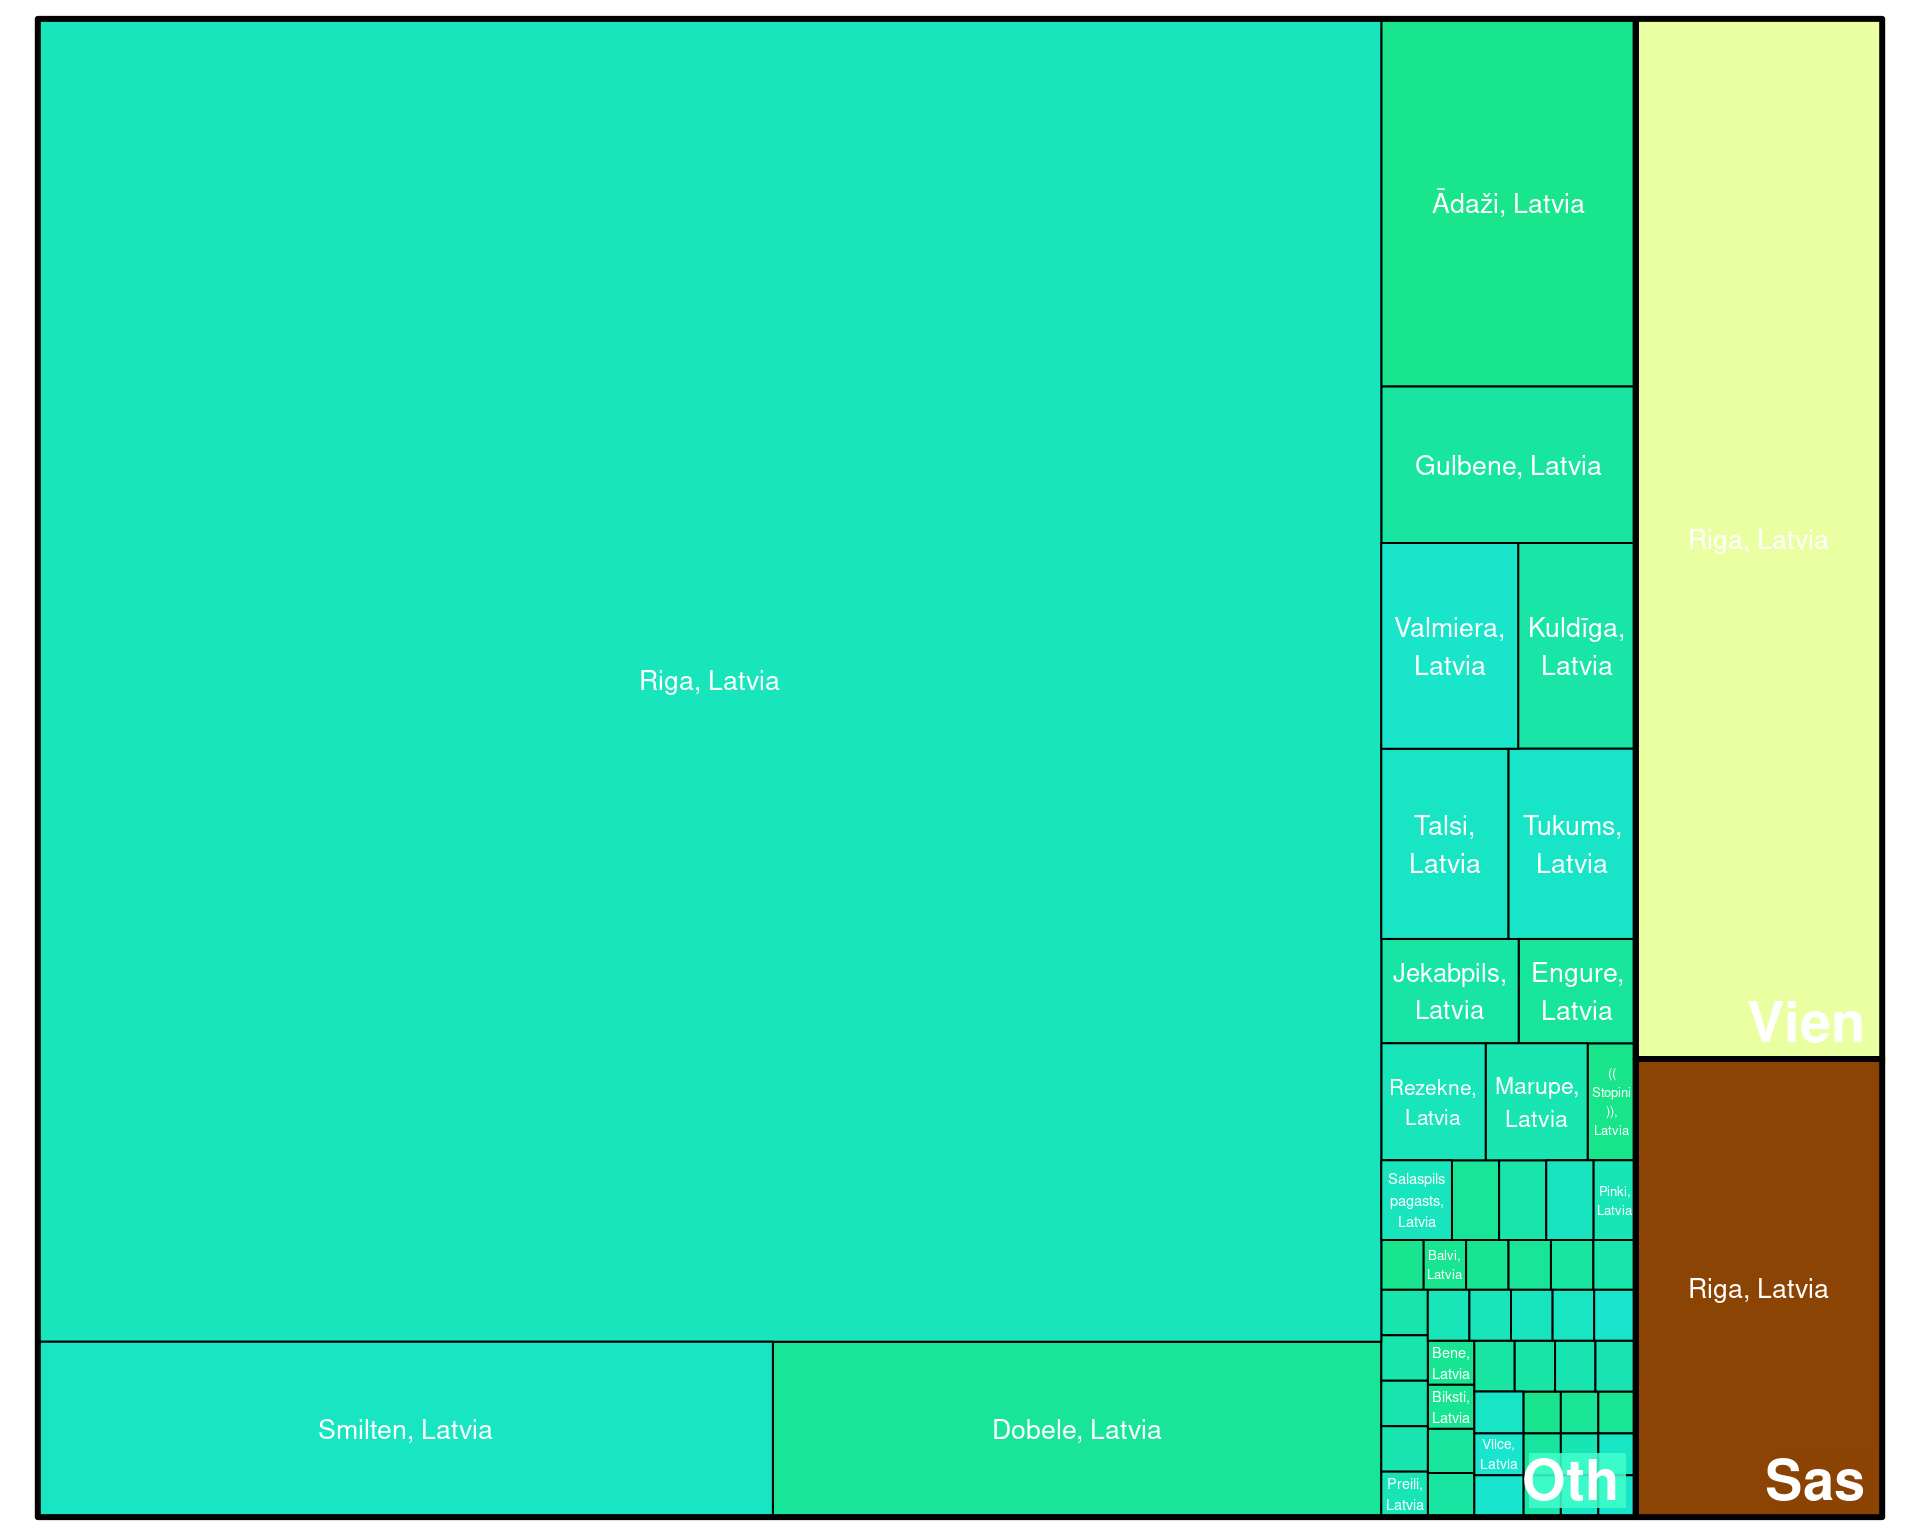 Riga, Latvia
Smilten, Latvia
Dobele, Latvia
Ādaži, Latvia
Gulbene, Latvia
Valmiera,
Latvia
Kuldīga,
Latvia
Talsi,
Latvia
Tukums,
Latvia
Jekabpils,
Latvia
Engure,
Latvia
Rezekne,
Latvia
Marupe,
Latvia
((
Stopini
)),
Latvia
Salaspils
pagasts,
Latvia
Pinki,
Latvia
Balvi,
Latvia
Bene,
Latvia
Biksti,
Latvia
Vilce,
Latvia
Preili,
Latvia
Oth
Riga, Latvia
Vien
Riga, Latvia
Sas